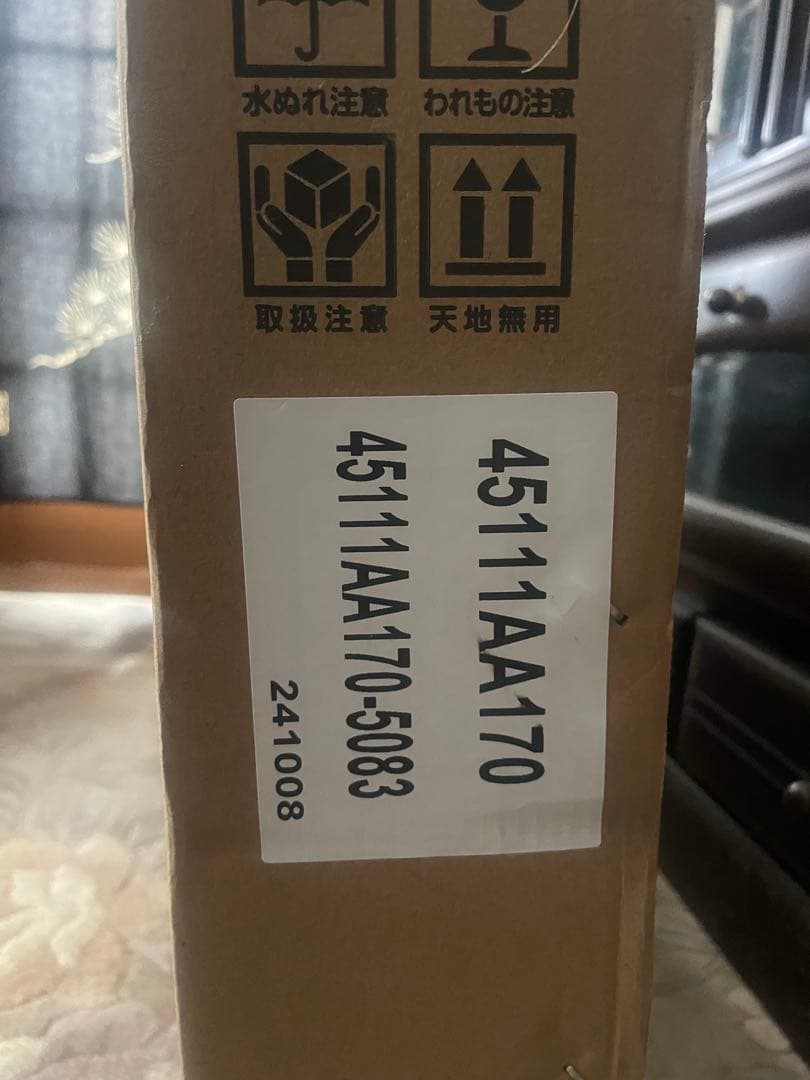 水ぬれ注意
われもの注意
取扱注意
天地無用
45111AA170
45111AA170-5083
241008